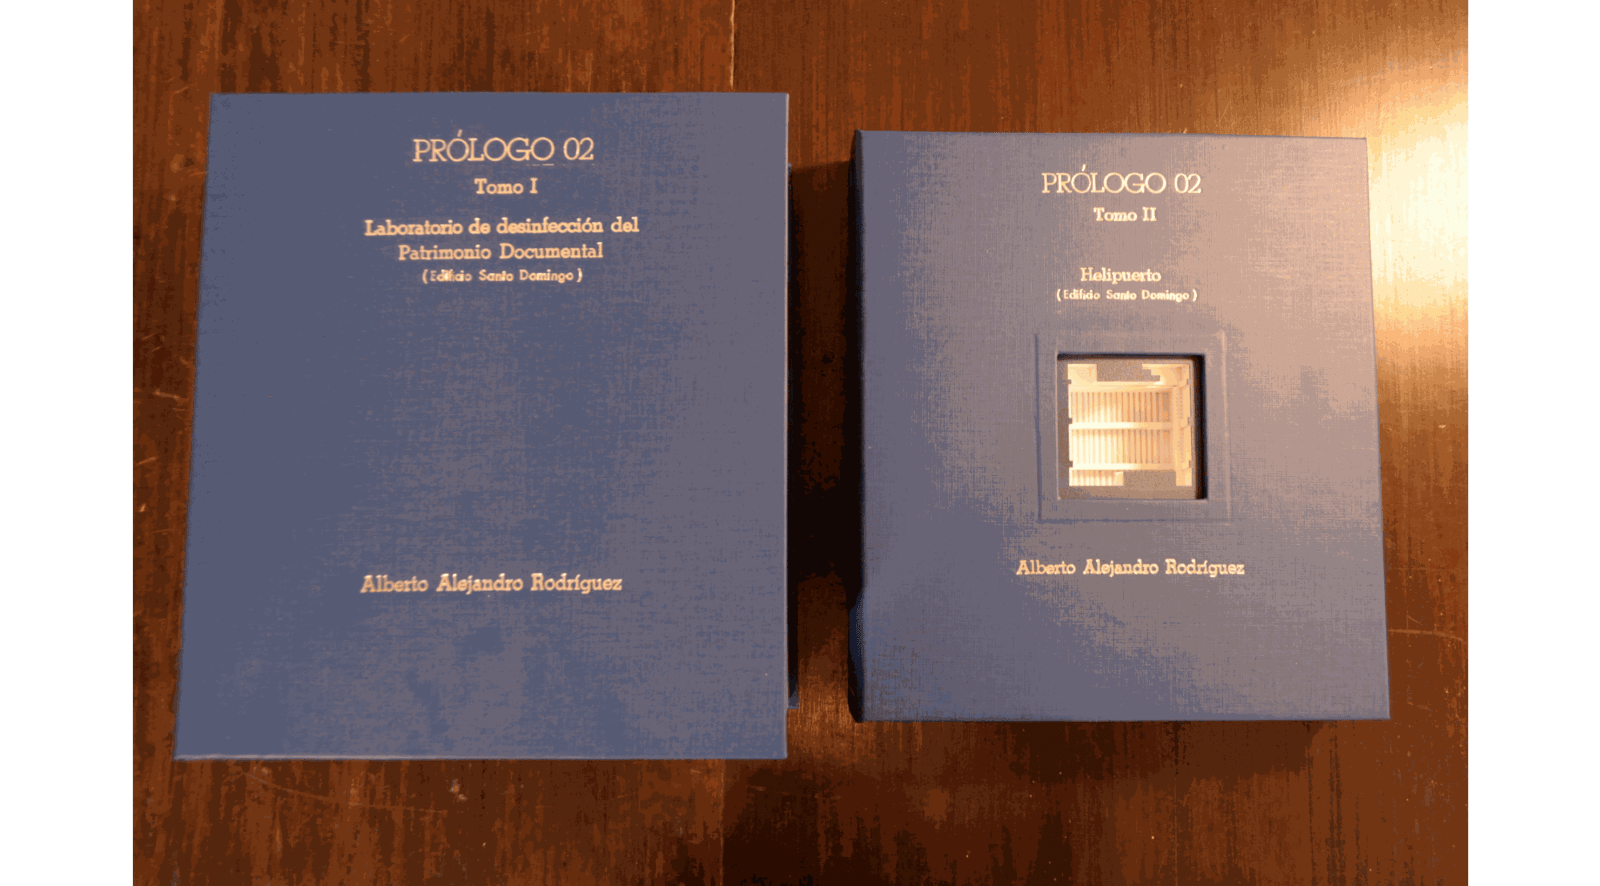 PRÓLOGO 02
Tomo I
Laboratorio de desinfección del
Patrimonio Documental
(Edificio Santo Domingo)
Alberto Alejandro Rodríguez
PRÓLOGO 02
Tomo II
Helipuerto
(Edificio Santo Domingo)
Alberto Alejandro Rodríguez